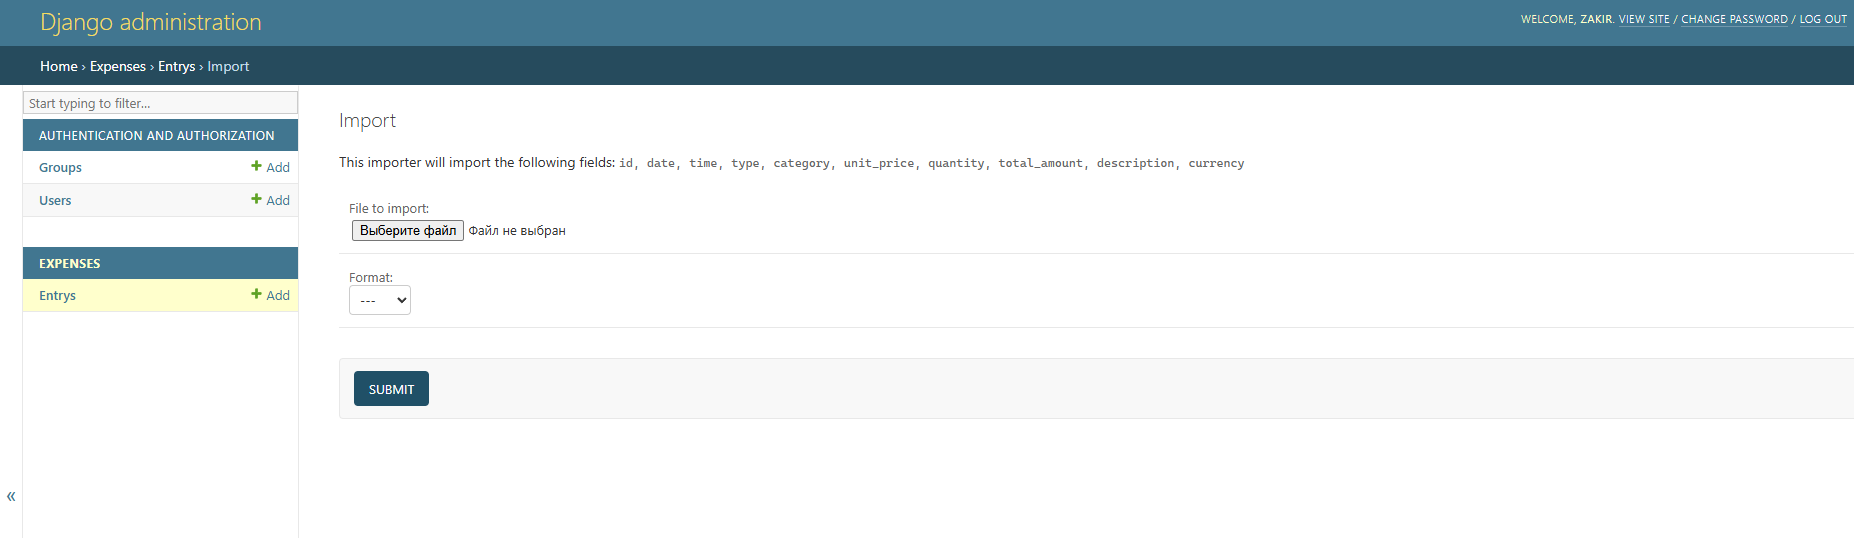 Django administration
WELCOME, ZAKIR. VIEW SITE / CHANGE PASSWORD / LOG OUT
Home › Expenses › Entrys › Import
Start typing to filter...
AUTHENTICATION AND AUTHORIZATION
Groups + Add
Users + Add
EXPENSES
Entrys + Add
«
Import
This importer will import the following fields: id, date, time, type, category, unit_price, quantity, total_amount, description, currency
File to import:
Выберите файл Файл не выбран
Format:
---
SUBMIT